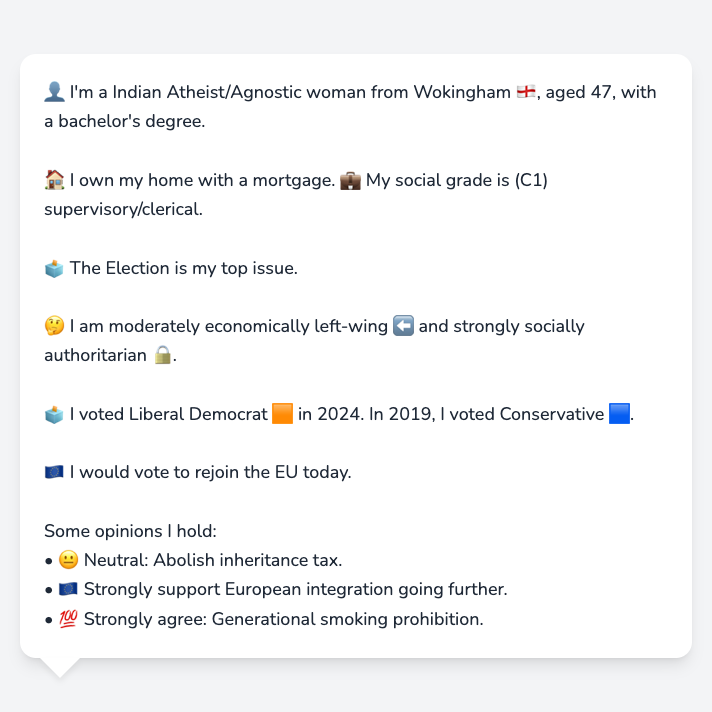 👤 I'm a Indian Atheist/Agnostic woman from Wokingham 🏴󠁧󠁢󠁥󠁮󠁧󠁿, aged 47, with
a bachelor's degree.
🏠 I own my home with a mortgage. 💼 My social grade is (C1)
supervisory/clerical.
🗳️ The Election is my top issue.
🤔 I am moderately economically left-wing ⬅️ and strongly socially
authoritarian 🔒.
🗳️ I voted Liberal Democrat 🟧 in 2024. In 2019, I voted Conservative 🟦.
🇪🇺 I would vote to rejoin the EU today.
Some opinions I hold:
• 😐 Neutral: Abolish inheritance tax.
• 🇪🇺 Strongly support European integration going further.
• 💯 Strongly agree: Generational smoking prohibition.